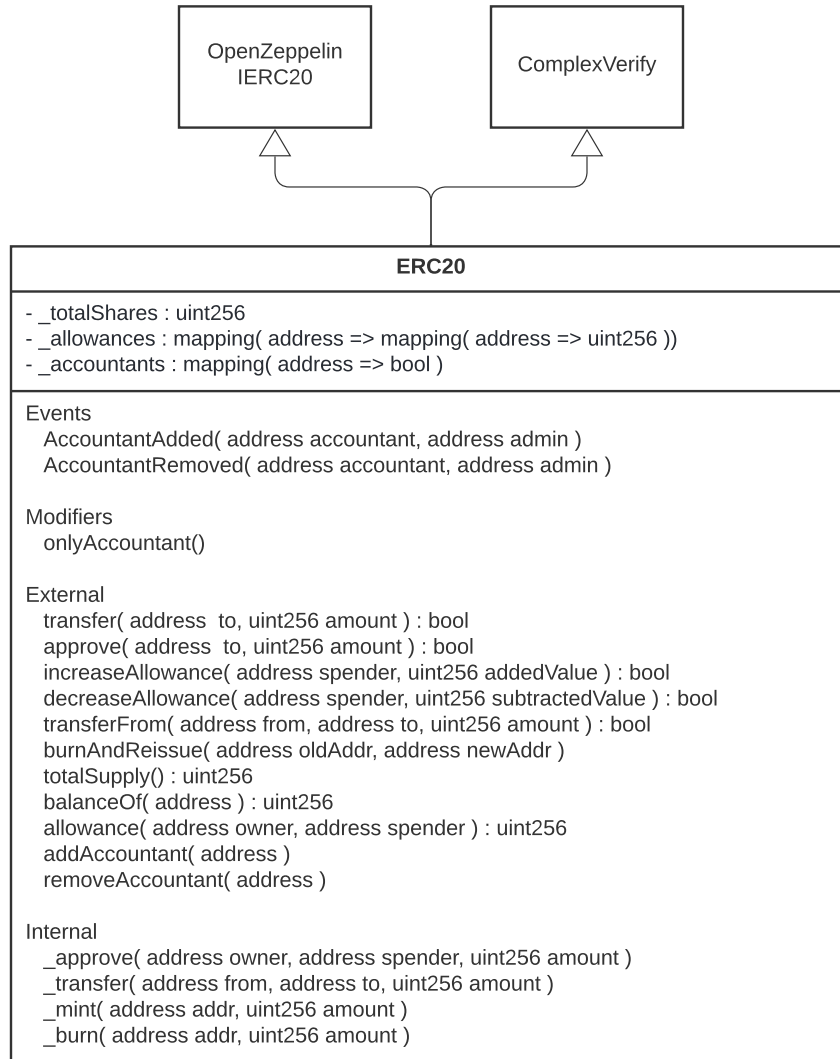 OpenZeppelin
IERC20
ComplexVerify
ERC20
- _totalShares : uint256
- _allowances : mapping( address => mapping( address => uint256 ))
- _accountants : mapping( address => bool )
Events
AccountantAdded( address accountant, address admin )
AccountantRemoved( address accountant, address admin )
Modifiers
onlyAccountant()
External
transfer( address  to, uint256 amount ) : bool
approve( address  to, uint256 amount ) : bool
increaseAllowance( address spender, uint256 addedValue ) : bool
decreaseAllowance( address spender, uint256 subtractedValue ) : bool
transferFrom( address from, address to, uint256 amount ) : bool
burnAndReissue( address oldAddr, address newAddr )
totalSupply() : uint256
balanceOf( address ) : uint256
allowance( address owner, address spender ) : uint256
addAccountant( address )
removeAccountant( address )
Internal
_approve( address owner, address spender, uint256 amount )
_transfer( address from, address to, uint256 amount )
_mint( address addr, uint256 amount )
_burn( address addr, uint256 amount )